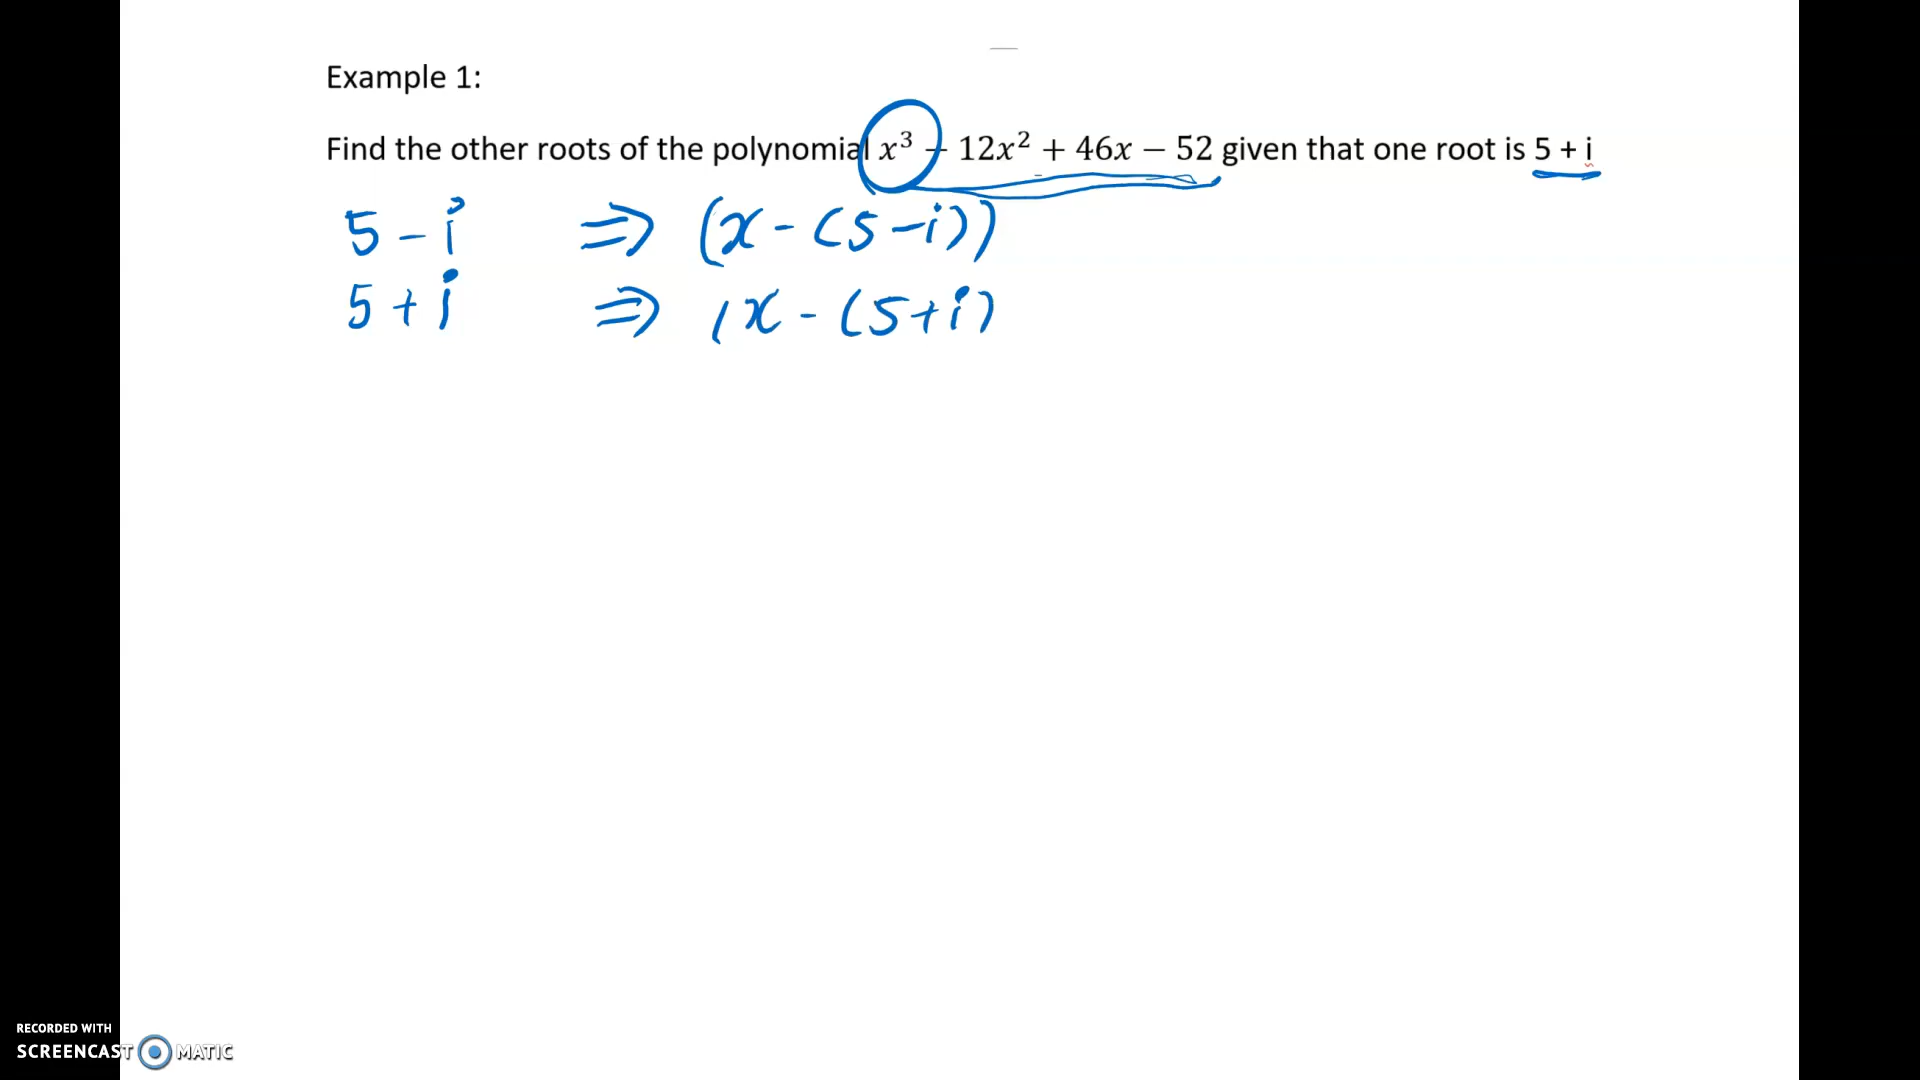 Example 1:
Find the other roots of the polynomial x³ − 12x² + 46x − 52 given that one root is 5 + i
5 − i ⇒ (x − (5 − i))
5 + i ⇒ (x − (5 + i)
RECORDED WITH
SCREENCAST MATIC